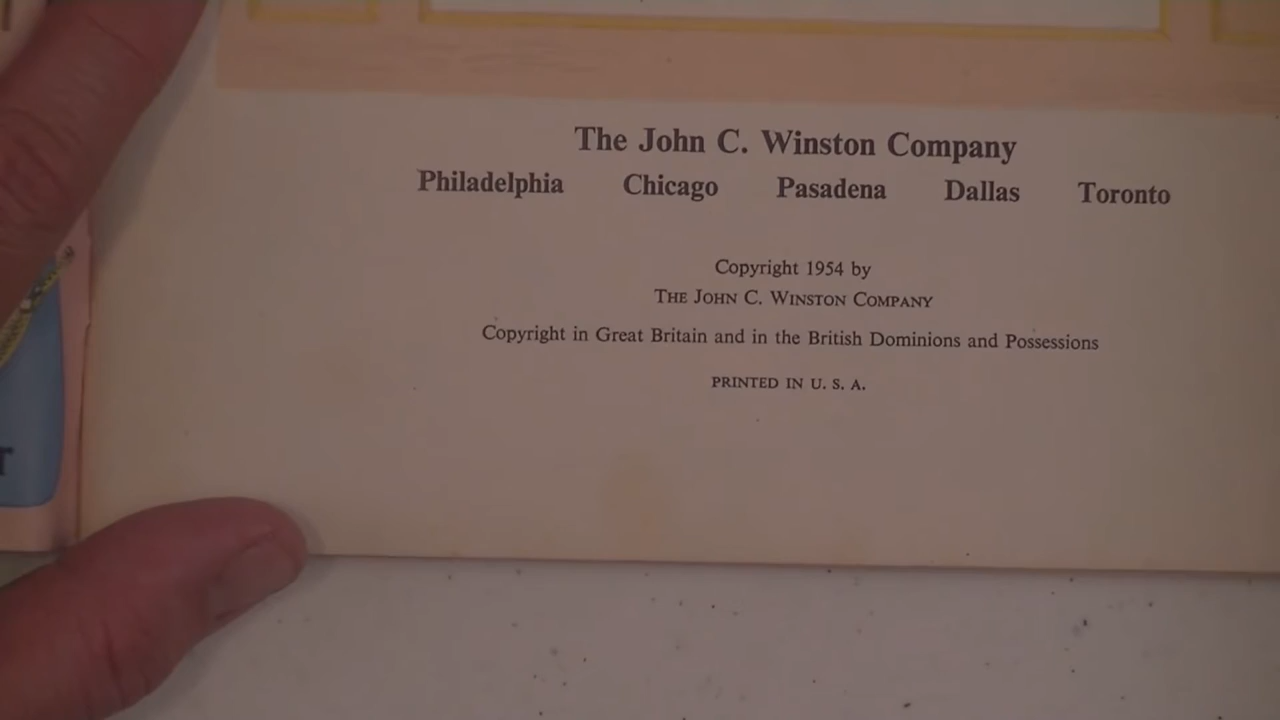 The John C. Winston Company
Philadelphia Chicago Pasadena Dallas Toronto
Copyright 1954 by
THE JOHN C. WINSTON COMPANY
Copyright in Great Britain and in the British Dominions and Possessions
PRINTED IN U. S. A.